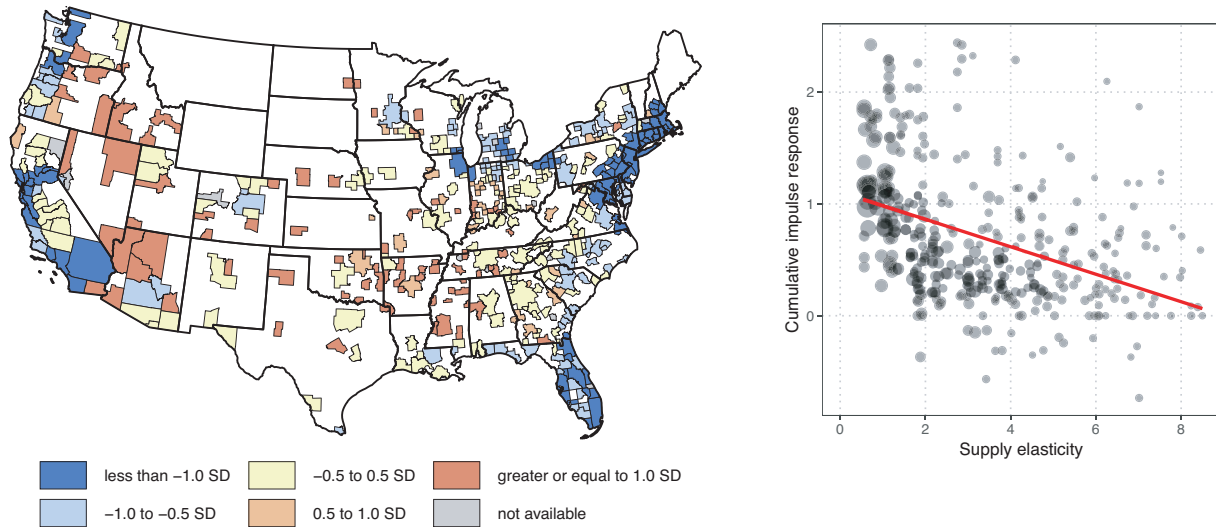 less than −1.0 SD
−0.5 to 0.5 SD
greater or equal to 1.0 SD
−1.0 to −0.5 SD
0.5 to 1.0 SD
not available
Cumulative impulse response
2
1
0
0 2 4 6 8
Supply elasticity